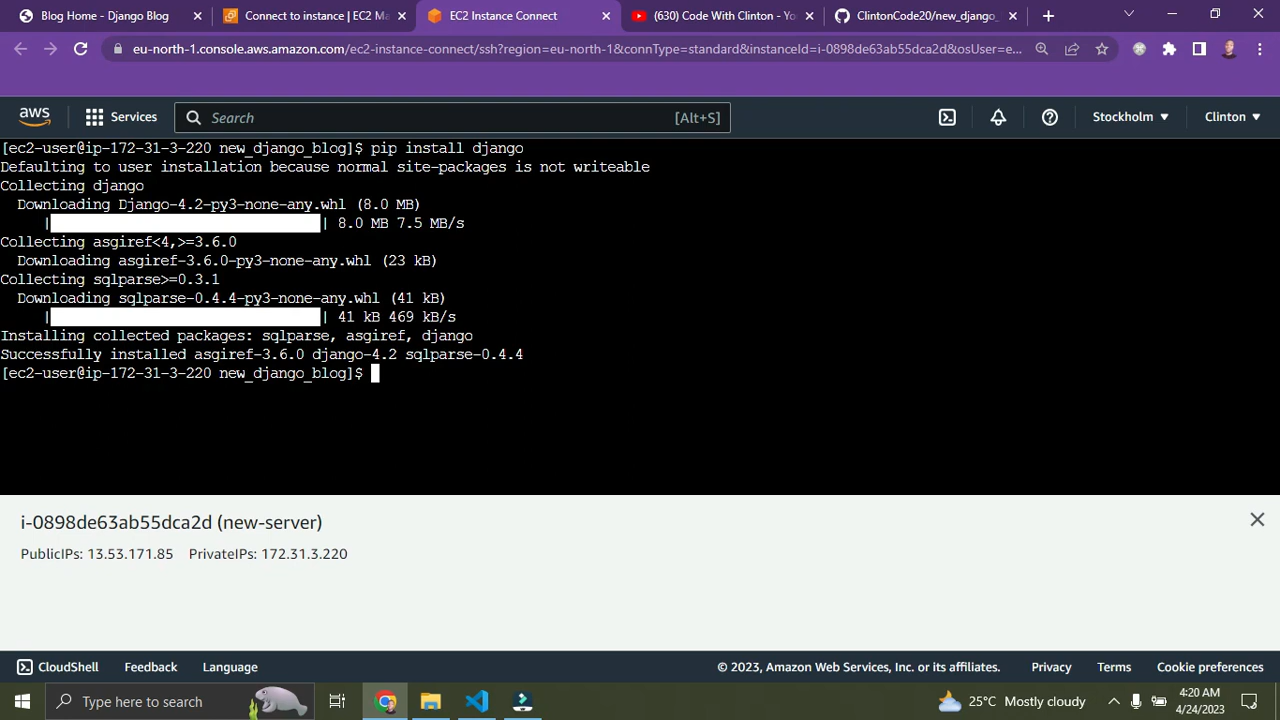 Blog Home - Django Blog
Connect to instance | EC2 Ma
EC2 Instance Connect
(630) Code With Clinton - Yo
ClintonCode20/new_django_
eu-north-1.console.aws.amazon.com/ec2-instance-connect/ssh?region=eu-north-1&connType=standard&instanceId=i-0898de63ab55dca2d&osUser=e...
aws
Services
Search
[Alt+S]
Stockholm
Clinton
[ec2-user@ip-172-31-3-220 new_django_blog]$ pip install django
Defaulting to user installation because normal site-packages is not writeable
Collecting django
Downloading Django-4.2-py3-none-any.whl (8.0 MB)
| | 8.0 MB 7.5 MB/s
Collecting asgiref<4,>=3.6.0
Downloading asgiref-3.6.0-py3-none-any.whl (23 kB)
Collecting sqlparse>=0.3.1
Downloading sqlparse-0.4.4-py3-none-any.whl (41 kB)
| | 41 kB 469 kB/s
Installing collected packages: sqlparse, asgiref, django
Successfully installed asgiref-3.6.0 django-4.2 sqlparse-0.4.4
[ec2-user@ip-172-31-3-220 new_django_blog]$
i-0898de63ab55dca2d (new-server)
PublicIPs: 13.53.171.85 PrivateIPs: 172.31.3.220
CloudShell
Feedback
Language
© 2023, Amazon Web Services, Inc. or its affiliates.
Privacy
Terms
Cookie preferences
Type here to search
25°C Mostly cloudy
4:20 AM
4/24/2023